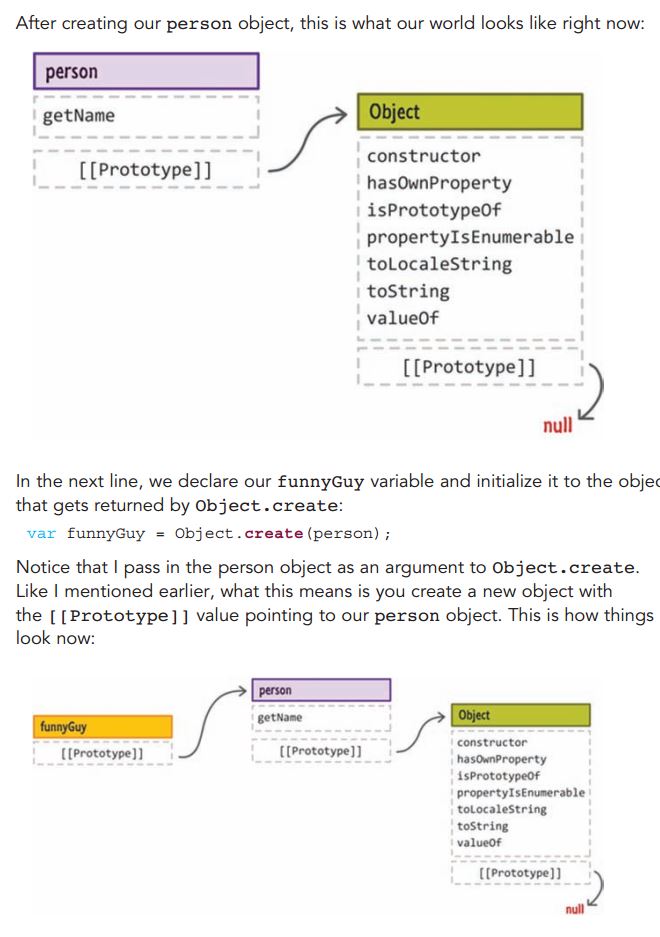 After creating our person object, this is what our world looks like right now:
person
getName
[[Prototype]]
Object
constructor
hasOwnProperty
isPrototypeOf
propertyIsEnumerable
toLocaleString
toString
valueOf
[[Prototype]]
null
In the next line, we declare our funnyGuy variable and initialize it to the objec
that gets returned by Object.create:
var funnyGuy = Object.create(person);
Notice that I pass in the person object as an argument to Object.create.
Like I mentioned earlier, what this means is you create a new object with
the [[Prototype]] value pointing to our person object. This is how things
look now:
funnyGuy
[[Prototype]]
person
getName
[[Prototype]]
Object
constructor
hasOwnProperty
isPrototypeOf
propertyIsEnumerable
toLocaleString
toString
valueOf
[[Prototype]]
null